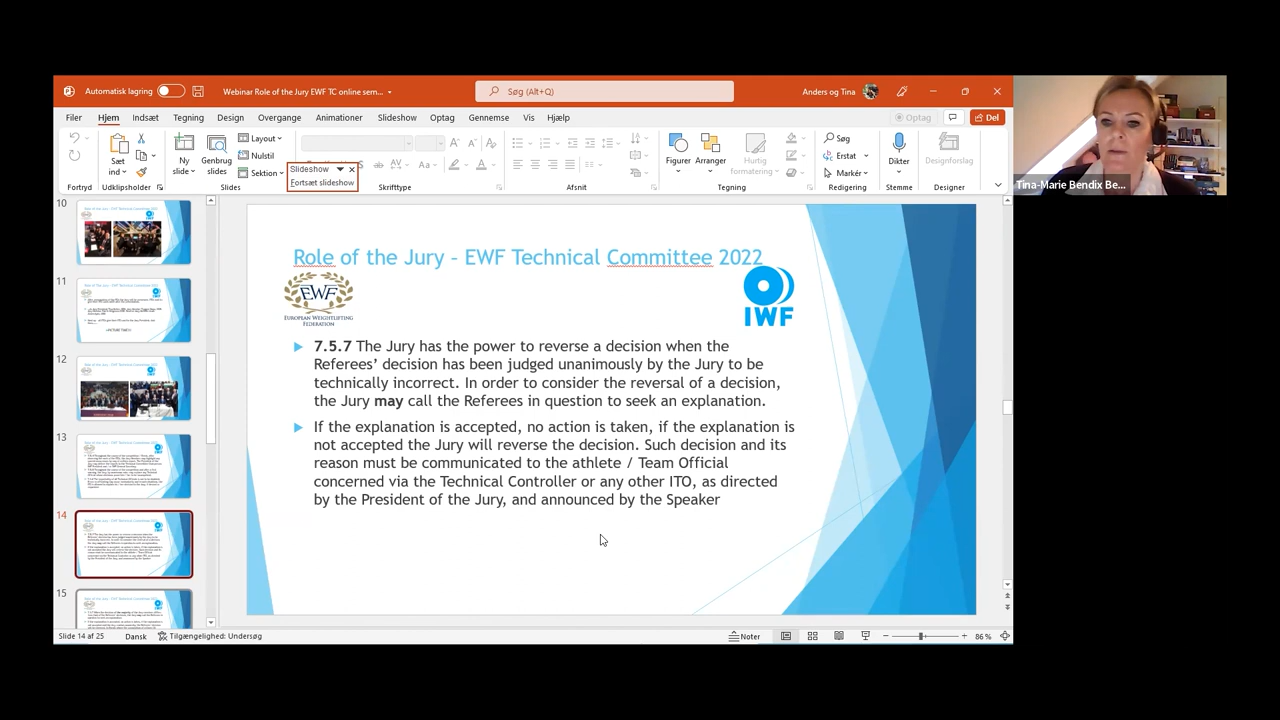 Automatisk lagring
Webinar Role of the Jury EWF TC online sem...
Søg (Alt+Q)
Anders og Tina
Filer Hjem Indsæt Tegning Design Overgange Animationer Slideshow Optag Gennemse Vis Hjælp
Optag
Del
Sæt ind
Ny slide
Genbrug slides
Layout
Nulstil
Sektion
Slideshow
Fortsæt slideshow
Figurer
Arranger
Hurtig formatering
Søg
Erstat
Markér
Dikter
Designforslag
Fortryd
Udklipsholder
Slides
Skrifttype
Afsnit
Tegning
Redigering
Stemme
Designer
Tina-Marie Bendix Be...
10
11
12
13
14
15
Role of the Jury – EWF Technical Committee 2022
EWF
EUROPEAN WEIGHTLIFTING
FEDERATION
IWF
7.5.7 The Jury has the power to reverse a decision when the
Referees’ decision has been judged unanimously by the Jury to be
technically incorrect. In order to consider the reversal of a decision,
the Jury may call the Referees in question to seek an explanation.
If the explanation is accepted, no action is taken, if the explanation is
not accepted the Jury will reverse the decision. Such decision and its
reason must be communicated to the athlete / Team Official
concerned via the Technical Controller or any other ITO, as directed
by the President of the Jury, and announced by the Speaker
Slide 14 af 25
Dansk
Tilgængelighed: Undersøg
Noter
86 %